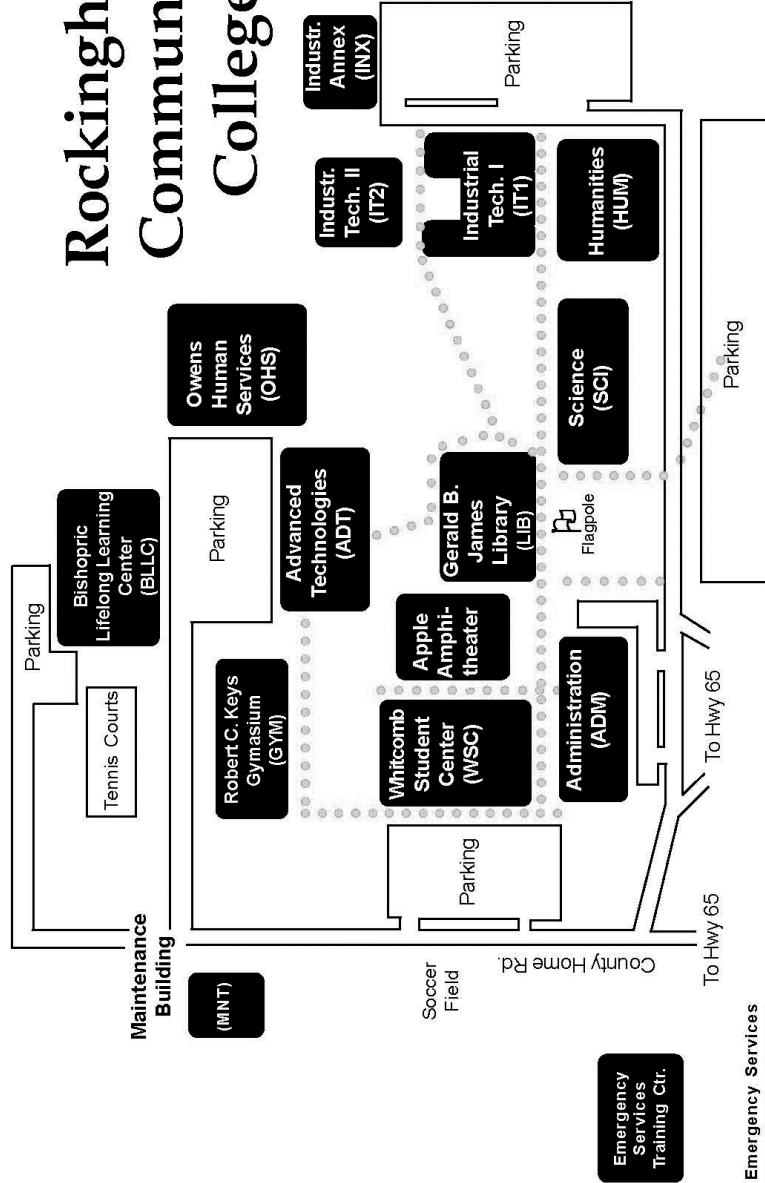 Rockingh
Commun
College
Parking
Bishopric
Lifelong Learning
Center
(BLLC)
Tennis Courts
Maintenance
Building
(MNT)
Parking
Owens
Human
Services
(OHS)
Robert C. Keys
Gymasium
(GYM)
Advanced
Technologies
(ADT)
Industr.
Annex
(INX)
Industr.
Tech. II
(IT2)
Parking
Soccer
Field
Parking
Whitcomb
Student
Center
(WSC)
Apple
Amphi-
theater
Gerald B.
James
Library
(LIB)
Industrial
Tech. I
(IT1)
Flagpole
Administration
(ADM)
Science
(SCI)
Humanities
(HUM)
County Home Rd.
Emergency
Services
Training Ctr.
To Hwy 65
To Hwy 65
Parking
Emergency Services